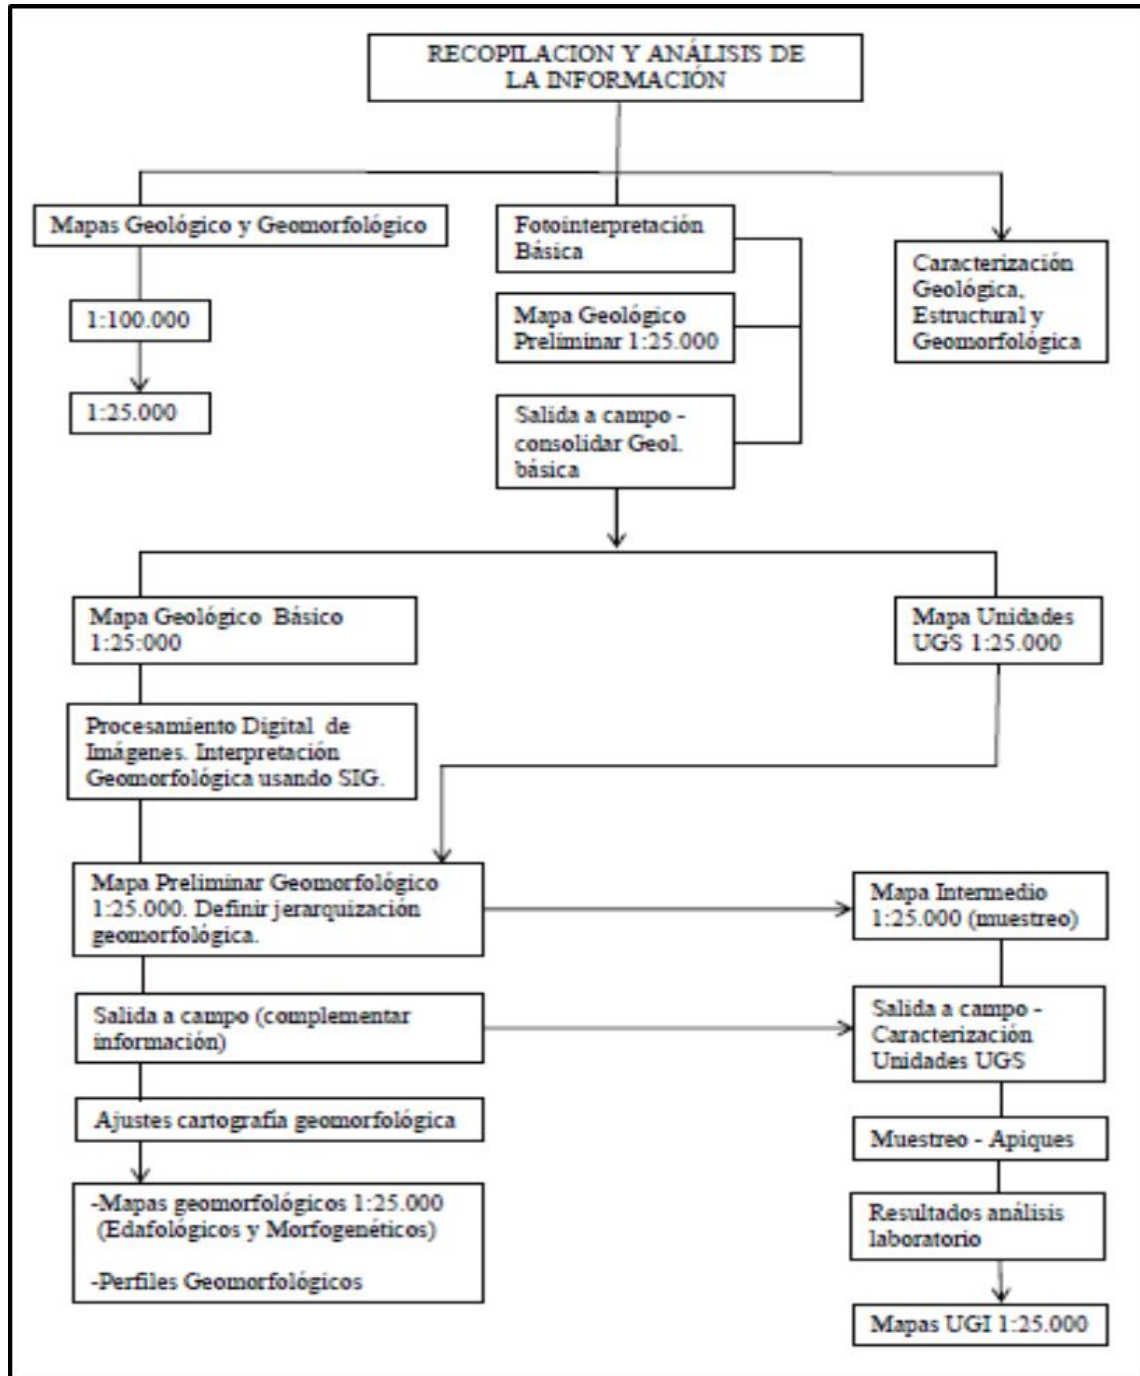 RECOPILACION Y ANÁLISIS DE
LA INFORMACIÓN
Mapas Geológico y Geomorfológico
1:100.000
1:25.000
Fotointerpretación
Básica
Mapa Geológico
Preliminar 1:25.000
Salida a campo -
consolidar Geol.
básica
Caracterización
Geológica,
Estructural y
Geomorfológica
Mapa Geológico Básico
1:25:000
Mapa Unidades
UGS 1:25.000
Procesamiento Digital de
Imágenes. Interpretación
Geomorfológica usando SIG.
Mapa Preliminar Geomorfológico
1:25.000. Definir jerarquización
geomorfológica.
Salida a campo (complementar
información)
Ajustes cartografía geomorfológica
-Mapas geomorfológicos 1:25.000
(Edafológicos y Morfogenéticos)
-Perfiles Geomorfológicos
Mapa Intermedio
1:25.000 (muestreo)
Salida a campo -
Caracterización
Unidades UGS
Muestreo - Apiques
Resultados análisis
laboratorio
Mapas UGI 1:25.000